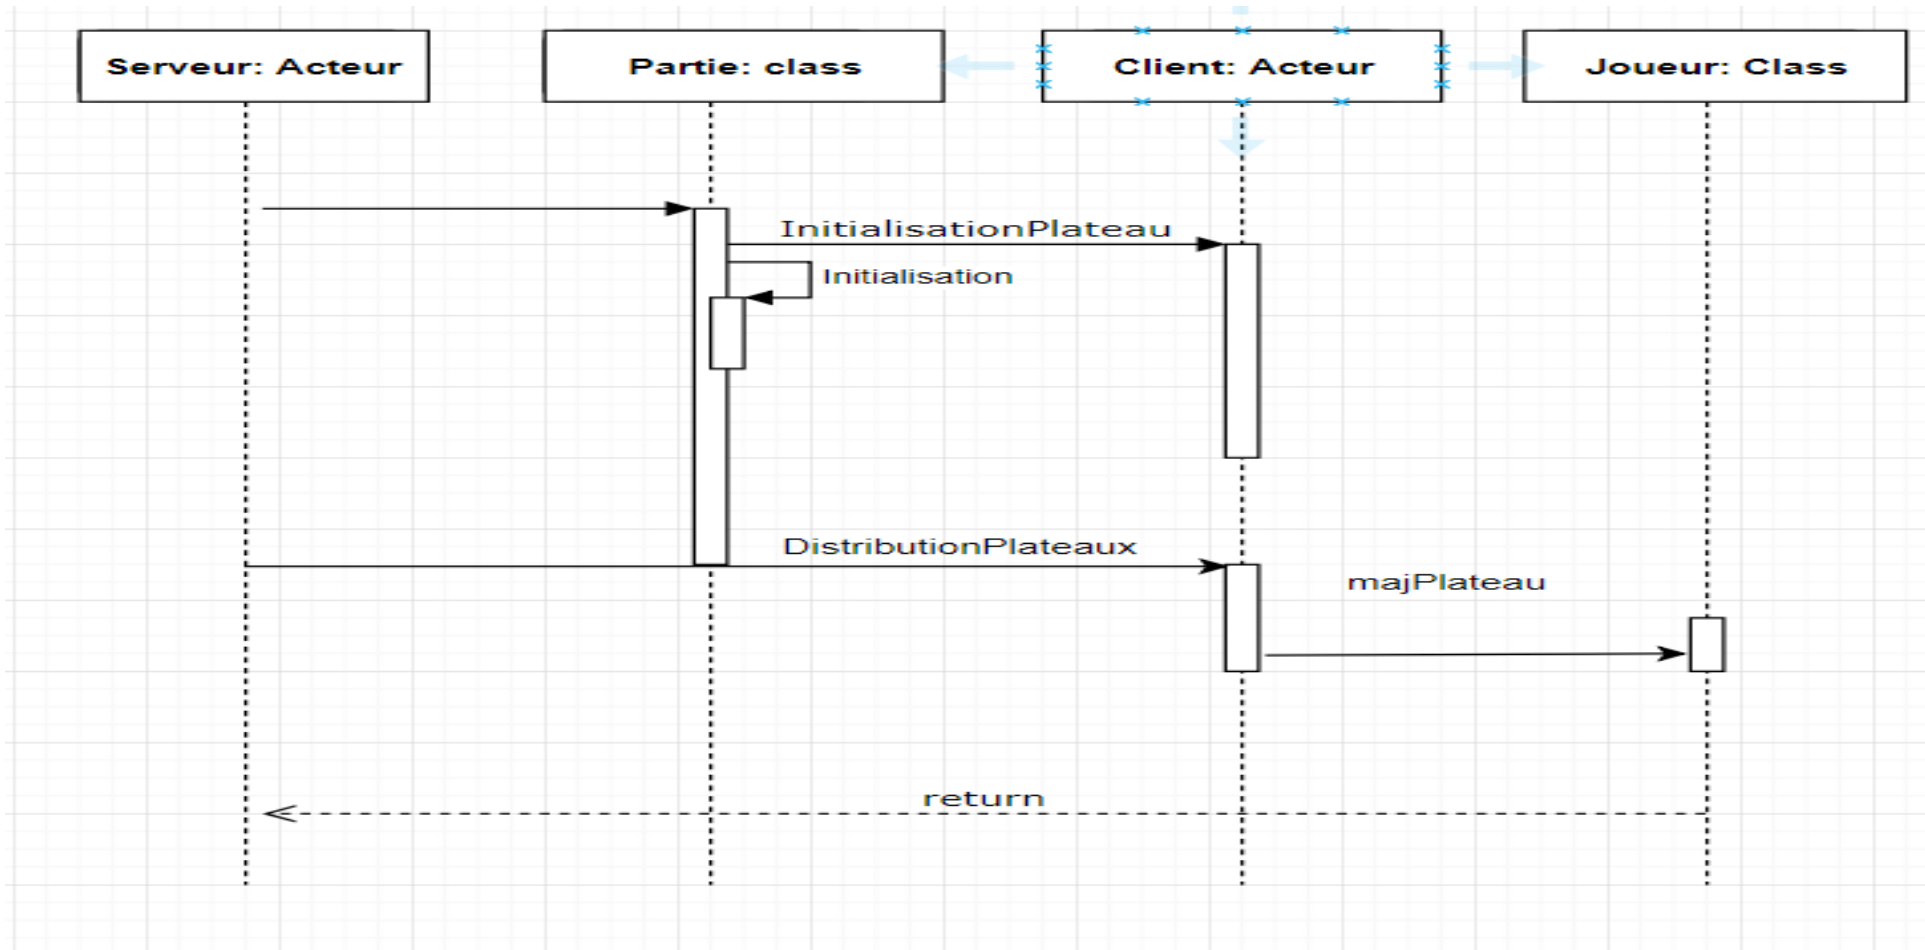 Serveur: Acteur
Partie: class
Client: Acteur
Joueur: Class
InitialisationPlateau
Initialisation
DistributionPlateaux
majPlateau
return